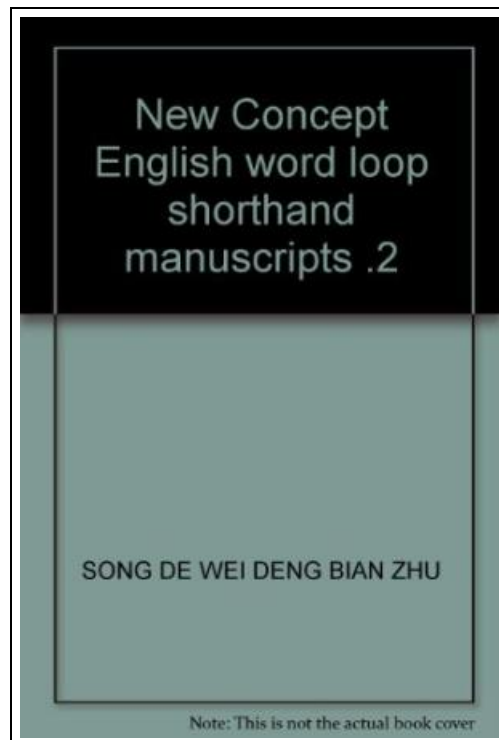 New Concept
English word loop
shorthand
manuscripts .2
SONG DE WEI DENG BIAN ZHU
Note: This is not the actual book cover